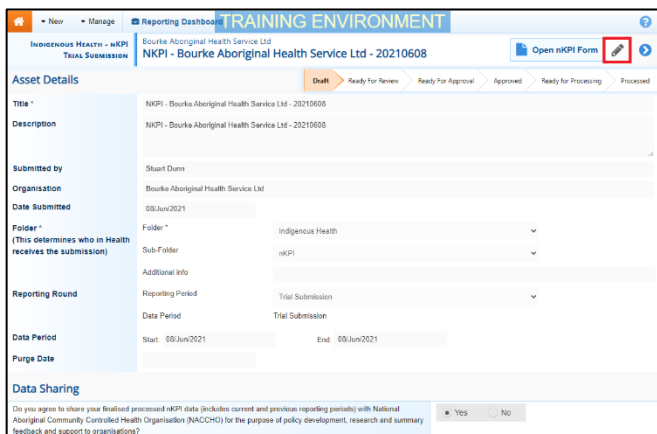 New Manage Reporting Dashboard TRAINING ENVIRONMENT
INDIGENOUS HEALTH - NKPI
TRIAL SUBMISSION
Bourke Aboriginal Health Service Ltd
NKPI - Bourke Aboriginal Health Service Ltd - 20210608
Open nKPI Form
Asset Details
Draft Ready For Review Ready For Approval Approved Ready for Processing Processed
Title * NKPI - Bourke Aboriginal Health Service Ltd - 20210608
Description NKPI - Bourke Aboriginal Health Service Ltd - 20210608
Submitted by Stuart Dunn
Organisation Bourke Aboriginal Health Service Ltd
Date Submitted 08/Jun/2021
Folder * Folder * Indigenous Health
(This determines who in Health
receives the submission) Sub-Folder nKPI
Additional info
Reporting Round Reporting Period Trial Submission
Data Period Trial Submission
Data Period Start: 08/Jun/2021 End: 08/Jun/2021
Purge Date
Data Sharing
Do you agree to share your finalised processed nKPI data (includes current and previous reporting periods) with National
Aboriginal Community Controlled Health Organisation (NACCHO) for the purpose of policy development, research and summary
feedback and support to organisations?
Yes No